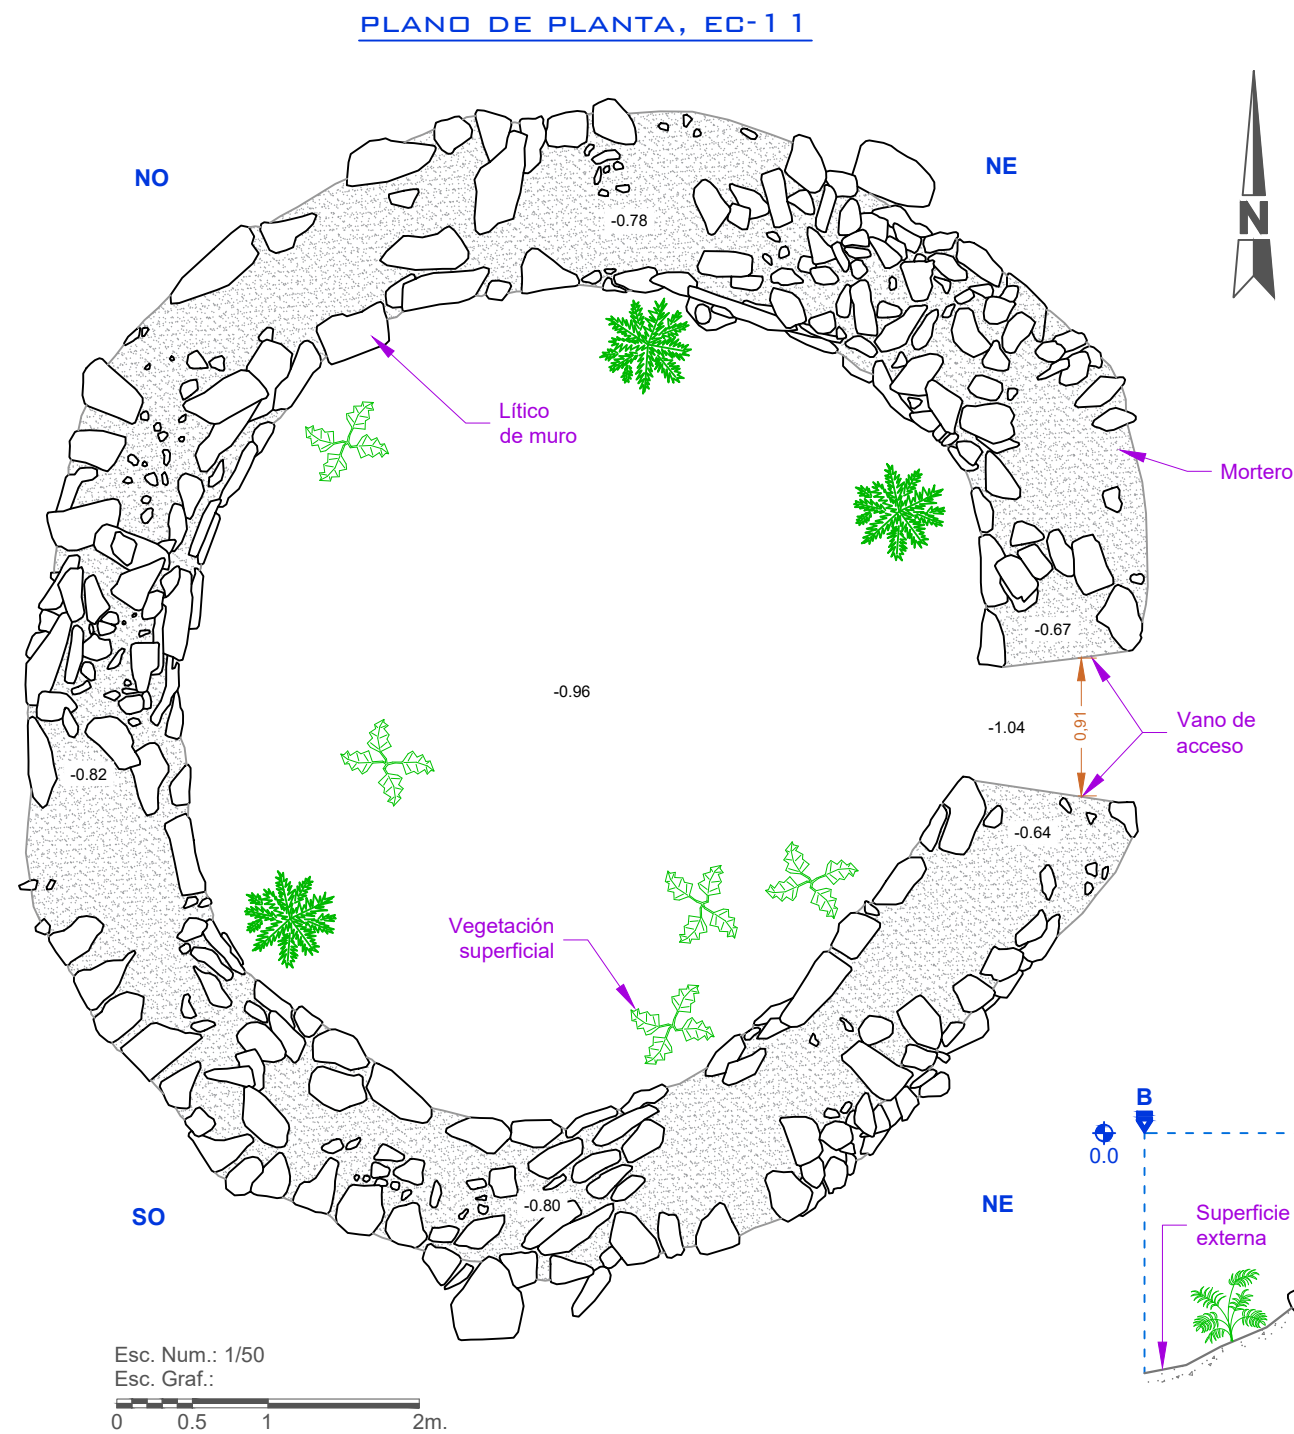 PLANO DE PLANTA, EC-11
NO
NE
N
-0.78
Lítico
de muro
Mortero
-0.67
-0.96
-1.04
0,91
Vano de
acceso
-0.82
-0.64
Vegetación
superficial
B
0.0
SO
-0.80
NE
Superficie
externa
Esc. Num.: 1/50
Esc. Graf.:
0 0.5 1 2m.